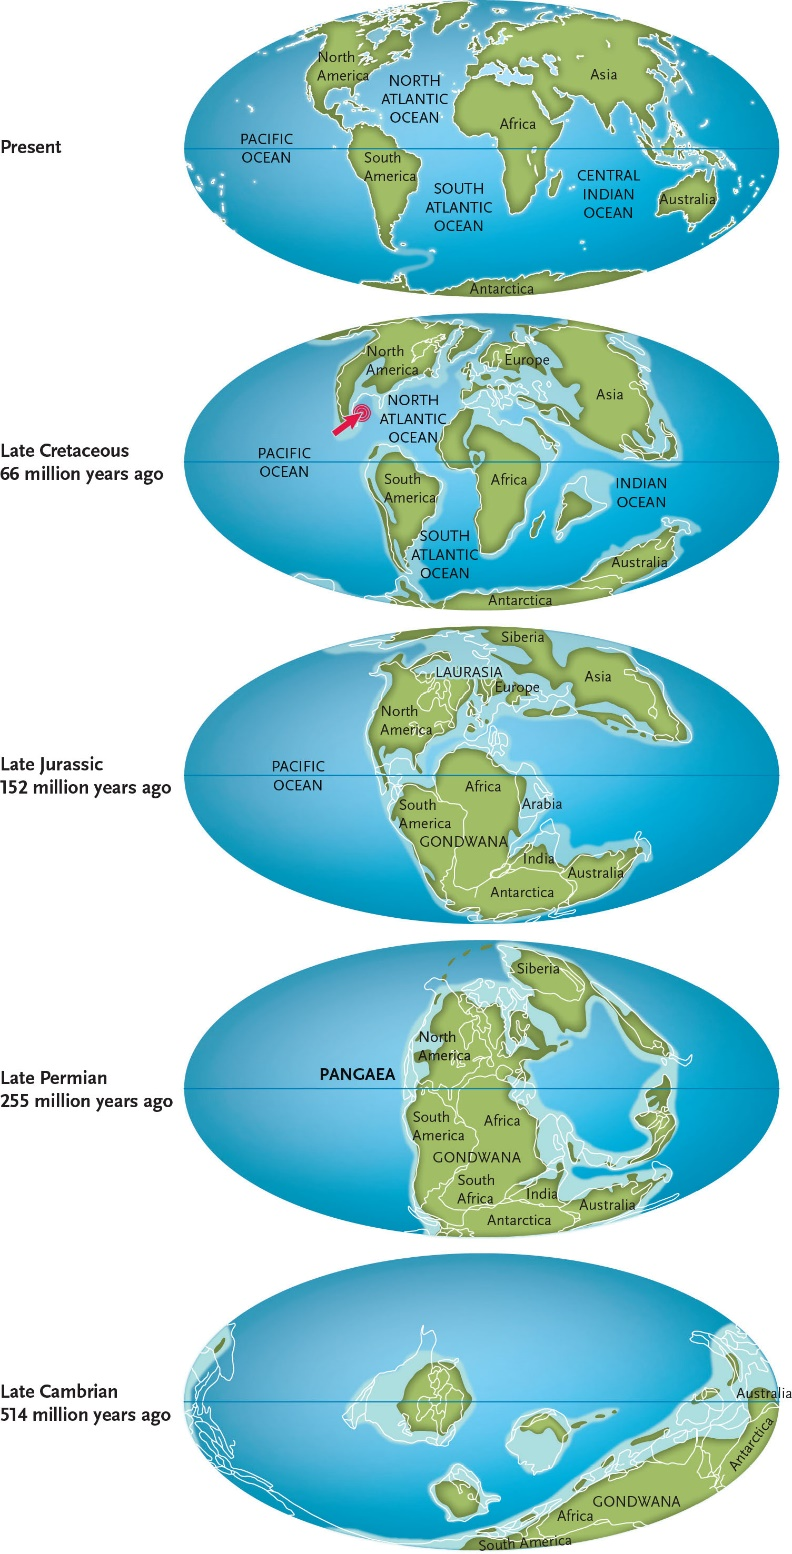 Present
North
America
NORTH
ATLANTIC
OCEAN
Asia
Africa
PACIFIC
OCEAN
South
America
SOUTH
ATLANTIC
OCEAN
CENTRAL
INDIAN
OCEAN
Australia
Antarctica
Late Cretaceous
66 million years ago
North
America
Europe
Asia
NORTH
ATLANTIC
OCEAN
PACIFIC
OCEAN
South
America
Africa
INDIAN
OCEAN
SOUTH
ATLANTIC
OCEAN
Australia
Antarctica
Late Jurassic
152 million years ago
Siberia
LAURASIA
Europe
Asia
North
America
PACIFIC
OCEAN
Africa
South
America
Arabia
GONDWANA
India
Australia
Antarctica
Late Permian
255 million years ago
Siberia
North
America
PANGAEA
South
America
Africa
GONDWANA
South
Africa
India
Australia
Antarctica
Late Cambrian
514 million years ago
Australia
Antarctica
GONDWANA
Africa
South America